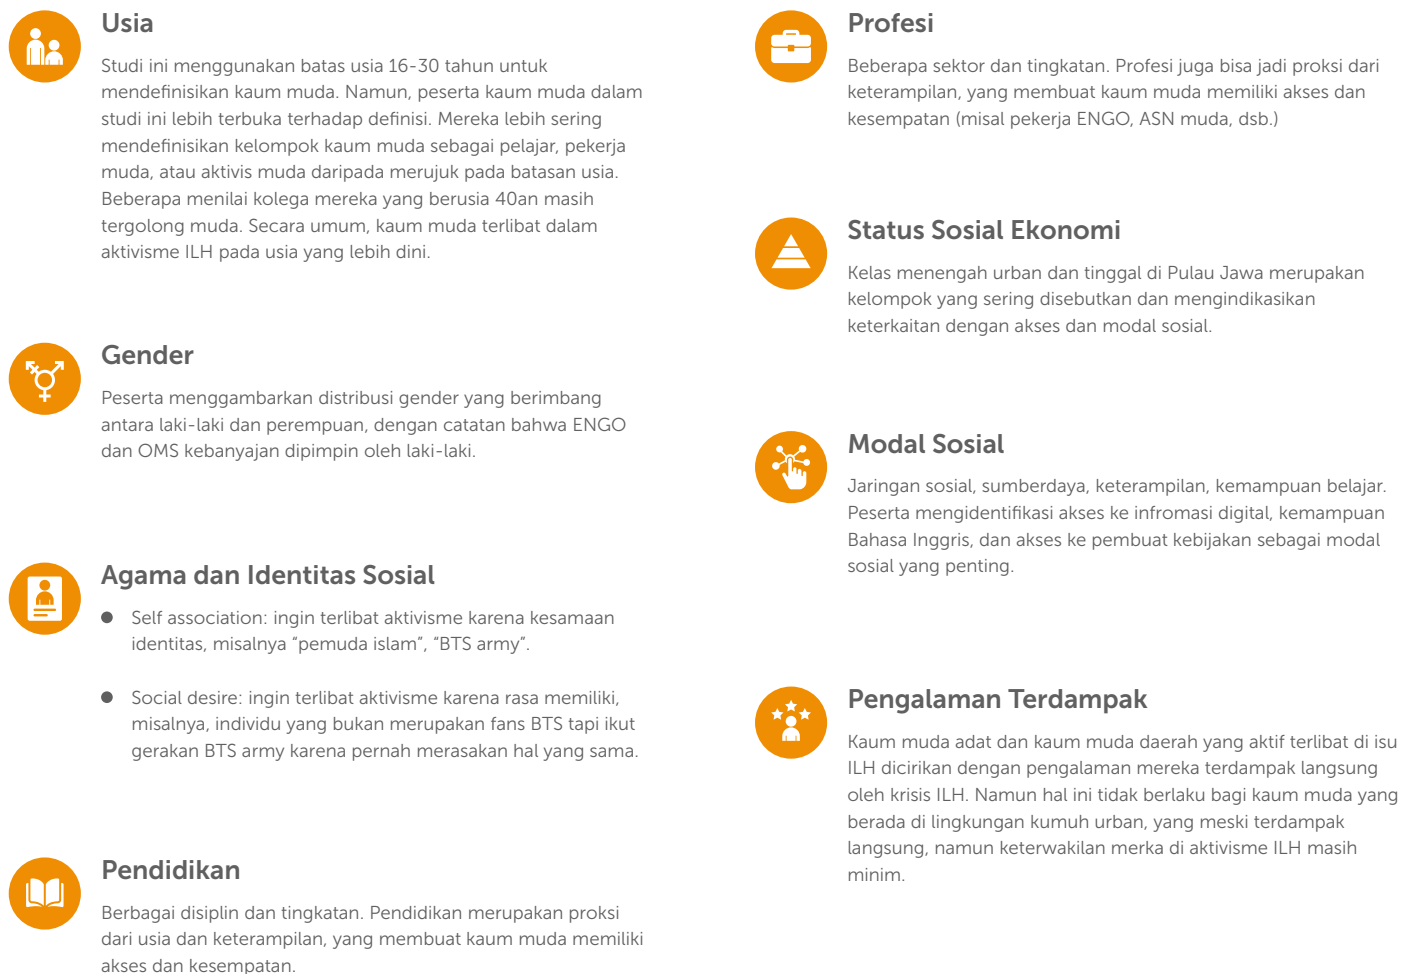 Usia
Studi ini menggunakan batas usia 16-30 tahun untuk
mendefinisikan kaum muda. Namun, peserta kaum muda dalam
studi ini lebih terbuka terhadap definisi. Mereka lebih sering
mendefinisikan kelompok kaum muda sebagai pelajar, pekerja
muda, atau aktivis muda daripada merujuk pada batasan usia.
Beberapa menilai kolega mereka yang berusia 40an masih
tergolong muda. Secara umum, kaum muda terlibat dalam
aktivisme ILH pada usia yang lebih dini.
Gender
Peserta menggambarkan distribusi gender yang berimbang
antara laki-laki dan perempuan, dengan catatan bahwa ENGO
dan OMS kebanyajan dipimpin oleh laki-laki.
Agama dan Identitas Sosial
● Self association: ingin terlibat aktivisme karena kesamaan
identitas, misalnya “pemuda islam”, “BTS army”.
● Social desire: ingin terlibat aktivisme karena rasa memiliki,
misalnya, individu yang bukan merupakan fans BTS tapi ikut
gerakan BTS army karena pernah merasakan hal yang sama.
Pendidikan
Berbagai disiplin dan tingkatan. Pendidikan merupakan proksi
dari usia dan keterampilan, yang membuat kaum muda memiliki
akses dan kesempatan.
Profesi
Beberapa sektor dan tingkatan. Profesi juga bisa jadi proksi dari
keterampilan, yang membuat kaum muda memiliki akses dan
kesempatan (misal pekerja ENGO, ASN muda, dsb.)
Status Sosial Ekonomi
Kelas menengah urban dan tinggal di Pulau Jawa merupakan
kelompok yang sering disebutkan dan mengindikasikan
keterkaitan dengan akses dan modal sosial.
Modal Sosial
Jaringan sosial, sumberdaya, keterampilan, kemampuan belajar.
Peserta mengidentifikasi akses ke infromasi digital, kemampuan
Bahasa Inggris, dan akses ke pembuat kebijakan sebagai modal
sosial yang penting.
Pengalaman Terdampak
Kaum muda adat dan kaum muda daerah yang aktif terlibat di isu
ILH dicirikan dengan pengalaman mereka terdampak langsung
oleh krisis ILH. Namun hal ini tidak berlaku bagi kaum muda yang
berada di lingkungan kumuh urban, yang meski terdampak
langsung, namun keterwakilan merka di aktivisme ILH masih
minim.